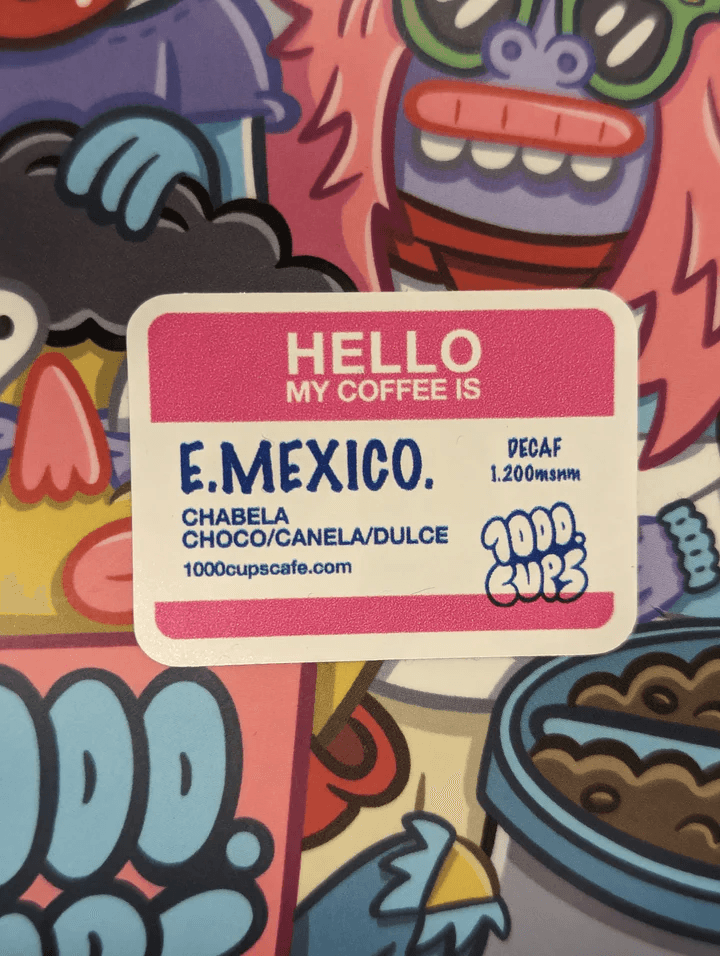 HELLO
MY COFFEE IS
E.MEXICO.
DECAF
1.200msnm
CHABELA
CHOCO/CANELA/DULCE
1000cupscafe.com
1000.
CUPS